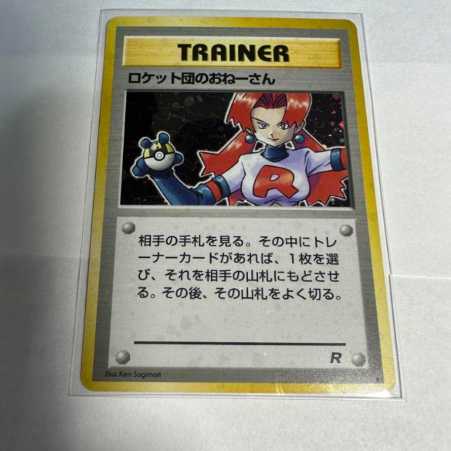 TRAINER
ロケット団のおねーさん
R
相手の手札を見る。その中にトレ
ーナーカードがあれば、1枚を選
び、それを相手の山札にもどさせ
る。その後、その山札をよく切る。
R
Illus. Ken Sugimori